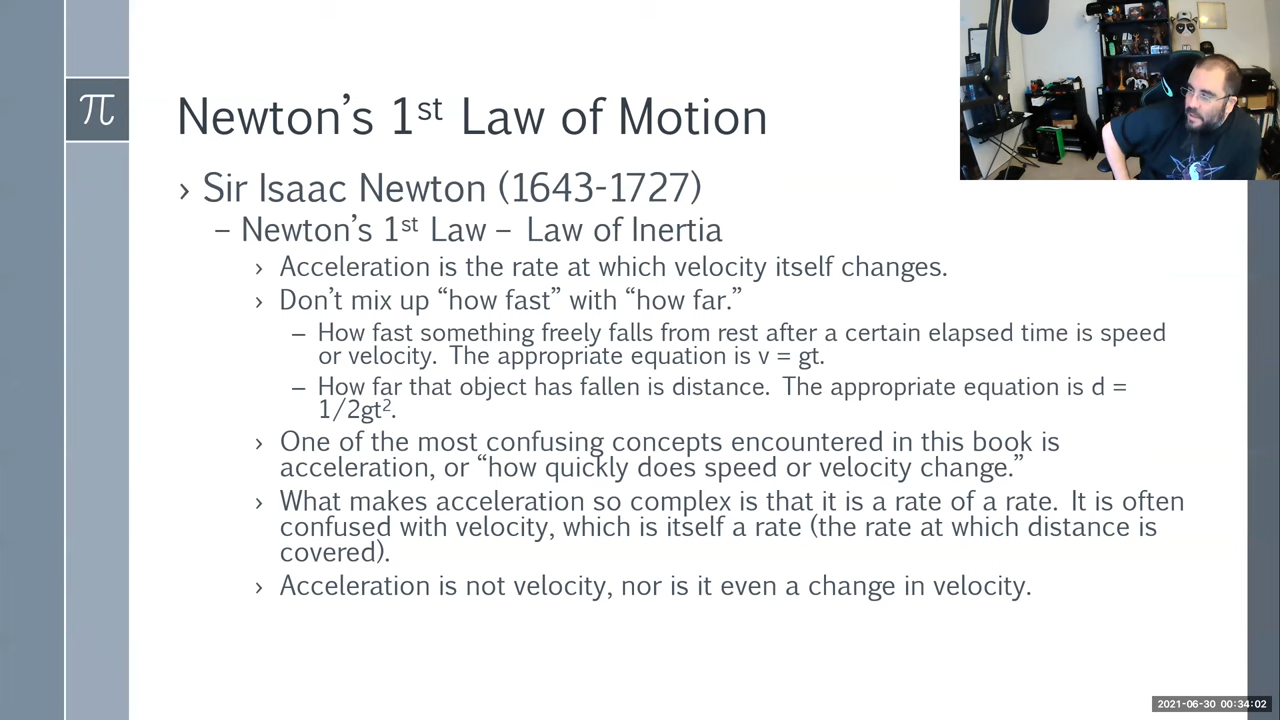 π
Newton’s 1st Law of Motion
› Sir Isaac Newton (1643-1727)
– Newton’s 1st Law – Law of Inertia
› Acceleration is the rate at which velocity itself changes.
› Don’t mix up “how fast” with “how far.”
– How fast something freely falls from rest after a certain elapsed time is speed
or velocity. The appropriate equation is v = gt.
– How far that object has fallen is distance. The appropriate equation is d =
1/2gt².
› One of the most confusing concepts encountered in this book is
acceleration, or “how quickly does speed or velocity change.”
› What makes acceleration so complex is that it is a rate of a rate. It is often
confused with velocity, which is itself a rate (the rate at which distance is
covered).
› Acceleration is not velocity, nor is it even a change in velocity.
2021-06-30 00:34:02